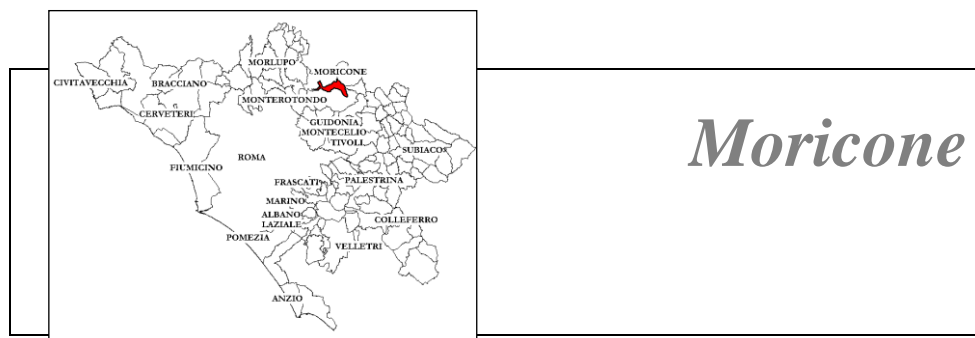 MORLUPO
MORICONE
CIVITAVECCHIA
BRACCIANO
MONTEROTONDO
CERVETERI
GUIDONIA
MONTECELIO
TIVOLI
SUBIACO
ROMA
FIUMICINO
FRASCATI
PALESTRINA
MARINO
ALBANO
LAZIALE
COLLEFERRO
POMEZIA
VELLETRI
ANZIO
Moricone